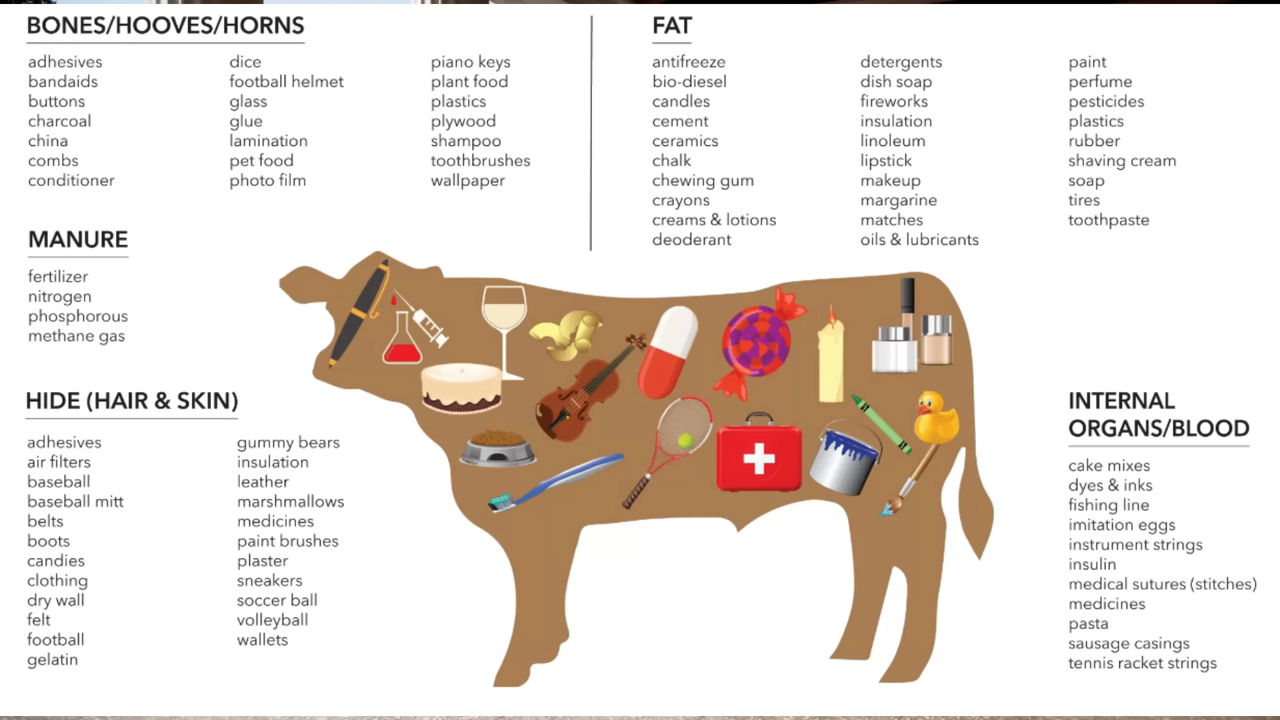 BONES/HOOVES/HORNS
adhesives
bandaids
buttons
charcoal
china
combs
conditioner
dice
football helmet
glass
glue
lamination
pet food
photo film
piano keys
plant food
plastics
plywood
shampoo
toothbrushes
wallpaper
FAT
antifreeze
bio-diesel
candles
cement
ceramics
chalk
chewing gum
crayons
creams & lotions
deodorant
detergents
dish soap
fireworks
insulation
linoleum
lipstick
makeup
margarine
matches
oils & lubricants
paint
perfume
pesticides
plastics
rubber
shaving cream
soap
tires
toothpaste
MANURE
fertilizer
nitrogen
phosphorous
methane gas
HIDE (HAIR & SKIN)
adhesives
air filters
baseball
baseball mitt
belts
boots
candies
clothing
dry wall
felt
football
gelatin
gummy bears
insulation
leather
marshmallows
medicines
paint brushes
plaster
sneakers
soccer ball
volleyball
wallets
INTERNAL
ORGANS/BLOOD
cake mixes
dyes & inks
fishing line
imitation eggs
instrument strings
insulin
medical sutures (stitches)
medicines
pasta
sausage casings
tennis racket strings